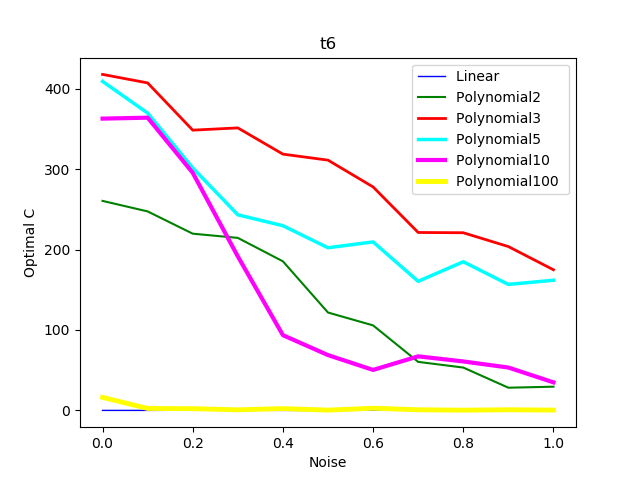 t6
Optimal C
400
300
200
100
0
0.0 0.2 0.4 0.6 0.8 1.0
Noise
Linear
Polynomial2
Polynomial3
Polynomial5
Polynomial10
Polynomial100